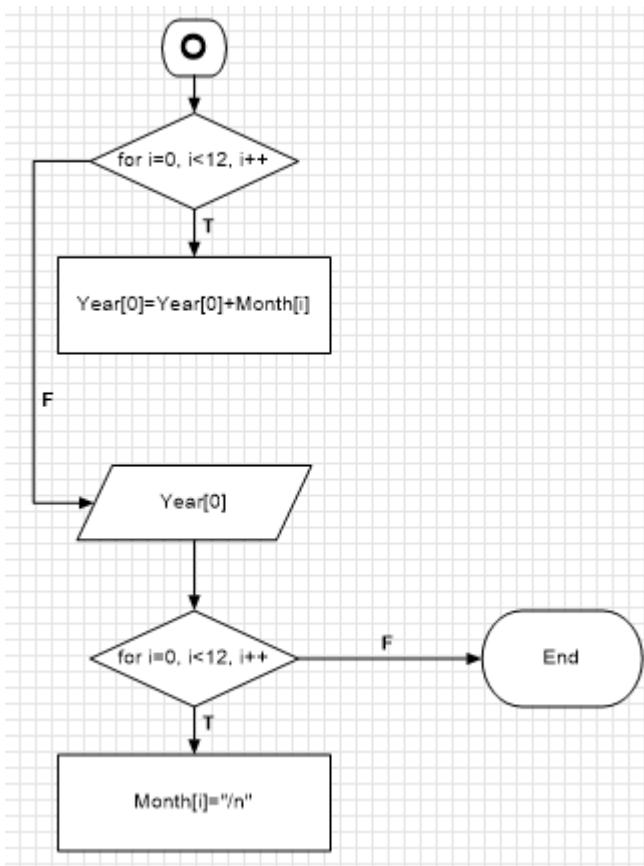 O
for i=0, i<12, i++
T
Year[0]=Year[0]+Month[i]
F
Year[0]
for i=0, i<12, i++
F
End
T
Month[i]="/n"